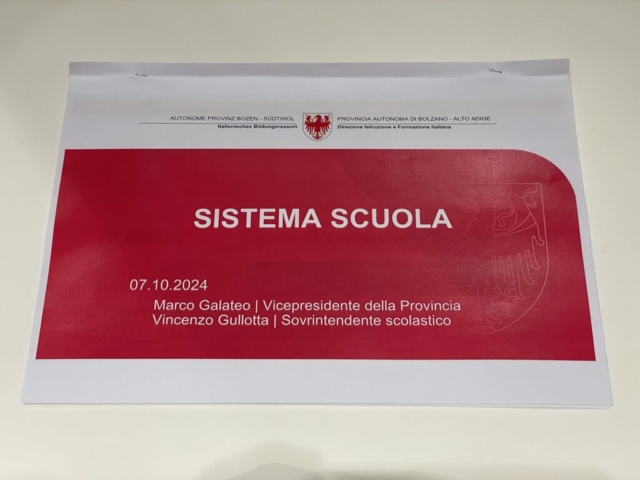 AUTONOME PROVINZ BOZEN - SÜDTIROL
Italienisches Bildungsressort
PROVINCIA AUTONOMA DI BOLZANO - ALTO ADIGE
Direzione Istruzione e Formazione italiana
SISTEMA SCUOLA
07.10.2024
Marco Galateo | Vicepresidente della Provincia
Vincenzo Gullotta | Sovrintendente scolastico